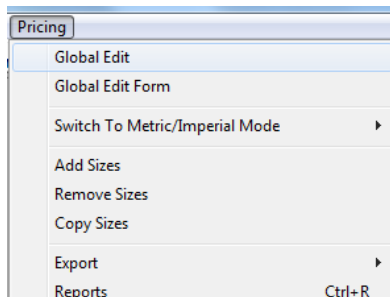 Pricing
Global Edit
Global Edit Form
Switch To Metric/Imperial Mode
Add Sizes
Remove Sizes
Copy Sizes
Export
Reports Ctrl+R